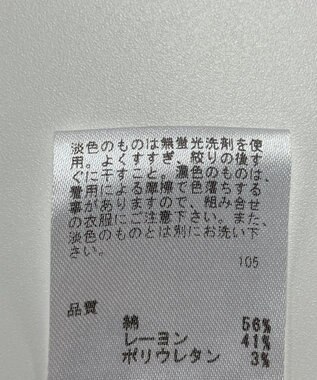 淡色のものは無蛍光洗剤を使
用。よくすすぎ、絞りの後す
ぐに干すこと。濃色のものは、
着用による摩擦で色落ちする
事がありますので、組み合せ
の衣服にご注意下さい。また、
淡色のものとは別にお洗い下
さい。
105
品質
綿 56%
レーヨン 41%
ポリウレタン 3%